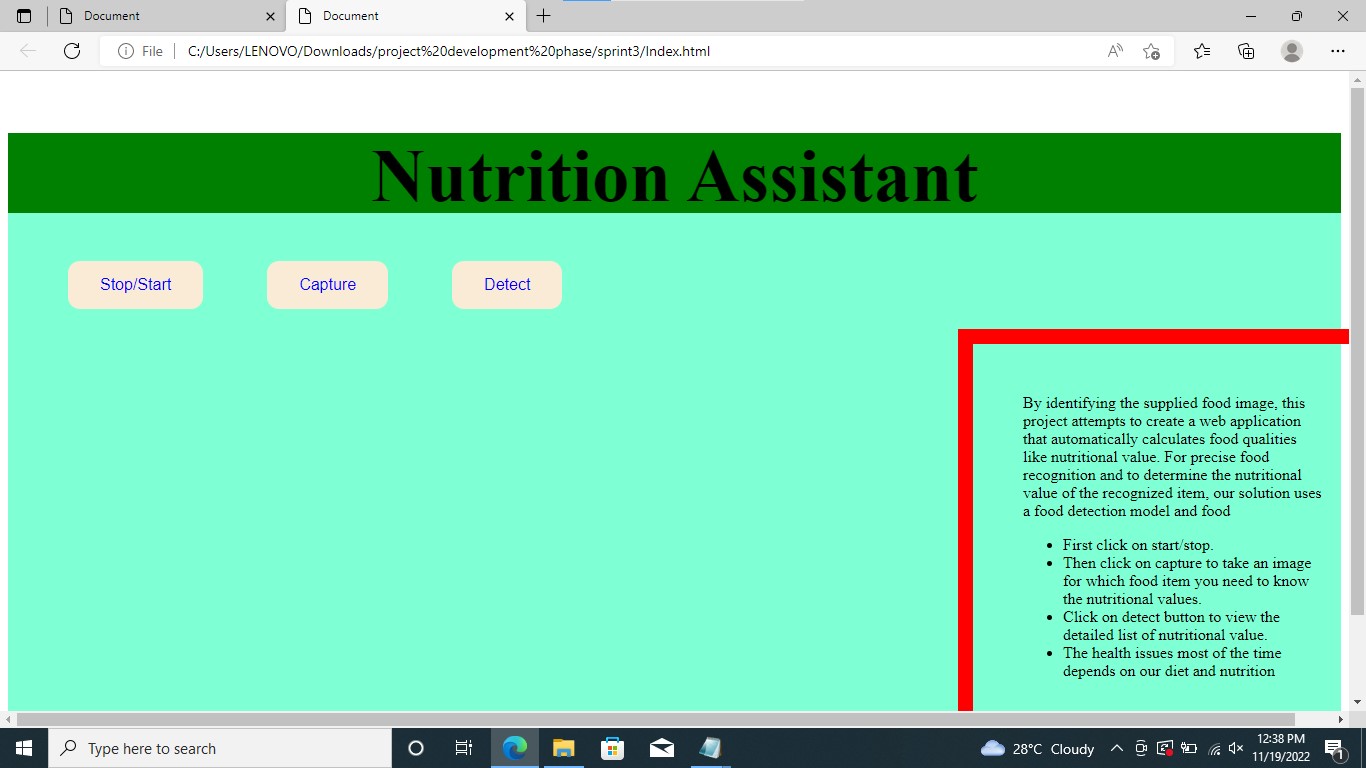 Document
Document
File
C:/Users/LENOVO/Downloads/project%20development%20phase/sprint3/Index.html
Nutrition Assistant
Stop/Start
Capture
Detect
By identifying the supplied food image, this
project attempts to create a web application
that automatically calculates food qualities
like nutritional value. For precise food
recognition and to determine the nutritional
value of the recognized item, our solution uses
a food detection model and food
• First click on start/stop.
• Then click on capture to take an image
for which food item you need to know
the nutritional values.
• Click on detect button to view the
detailed list of nutritional value.
• The health issues most of the time
depends on our diet and nutrition
Type here to search
28°C Cloudy
12:38 PM
11/19/2022
1